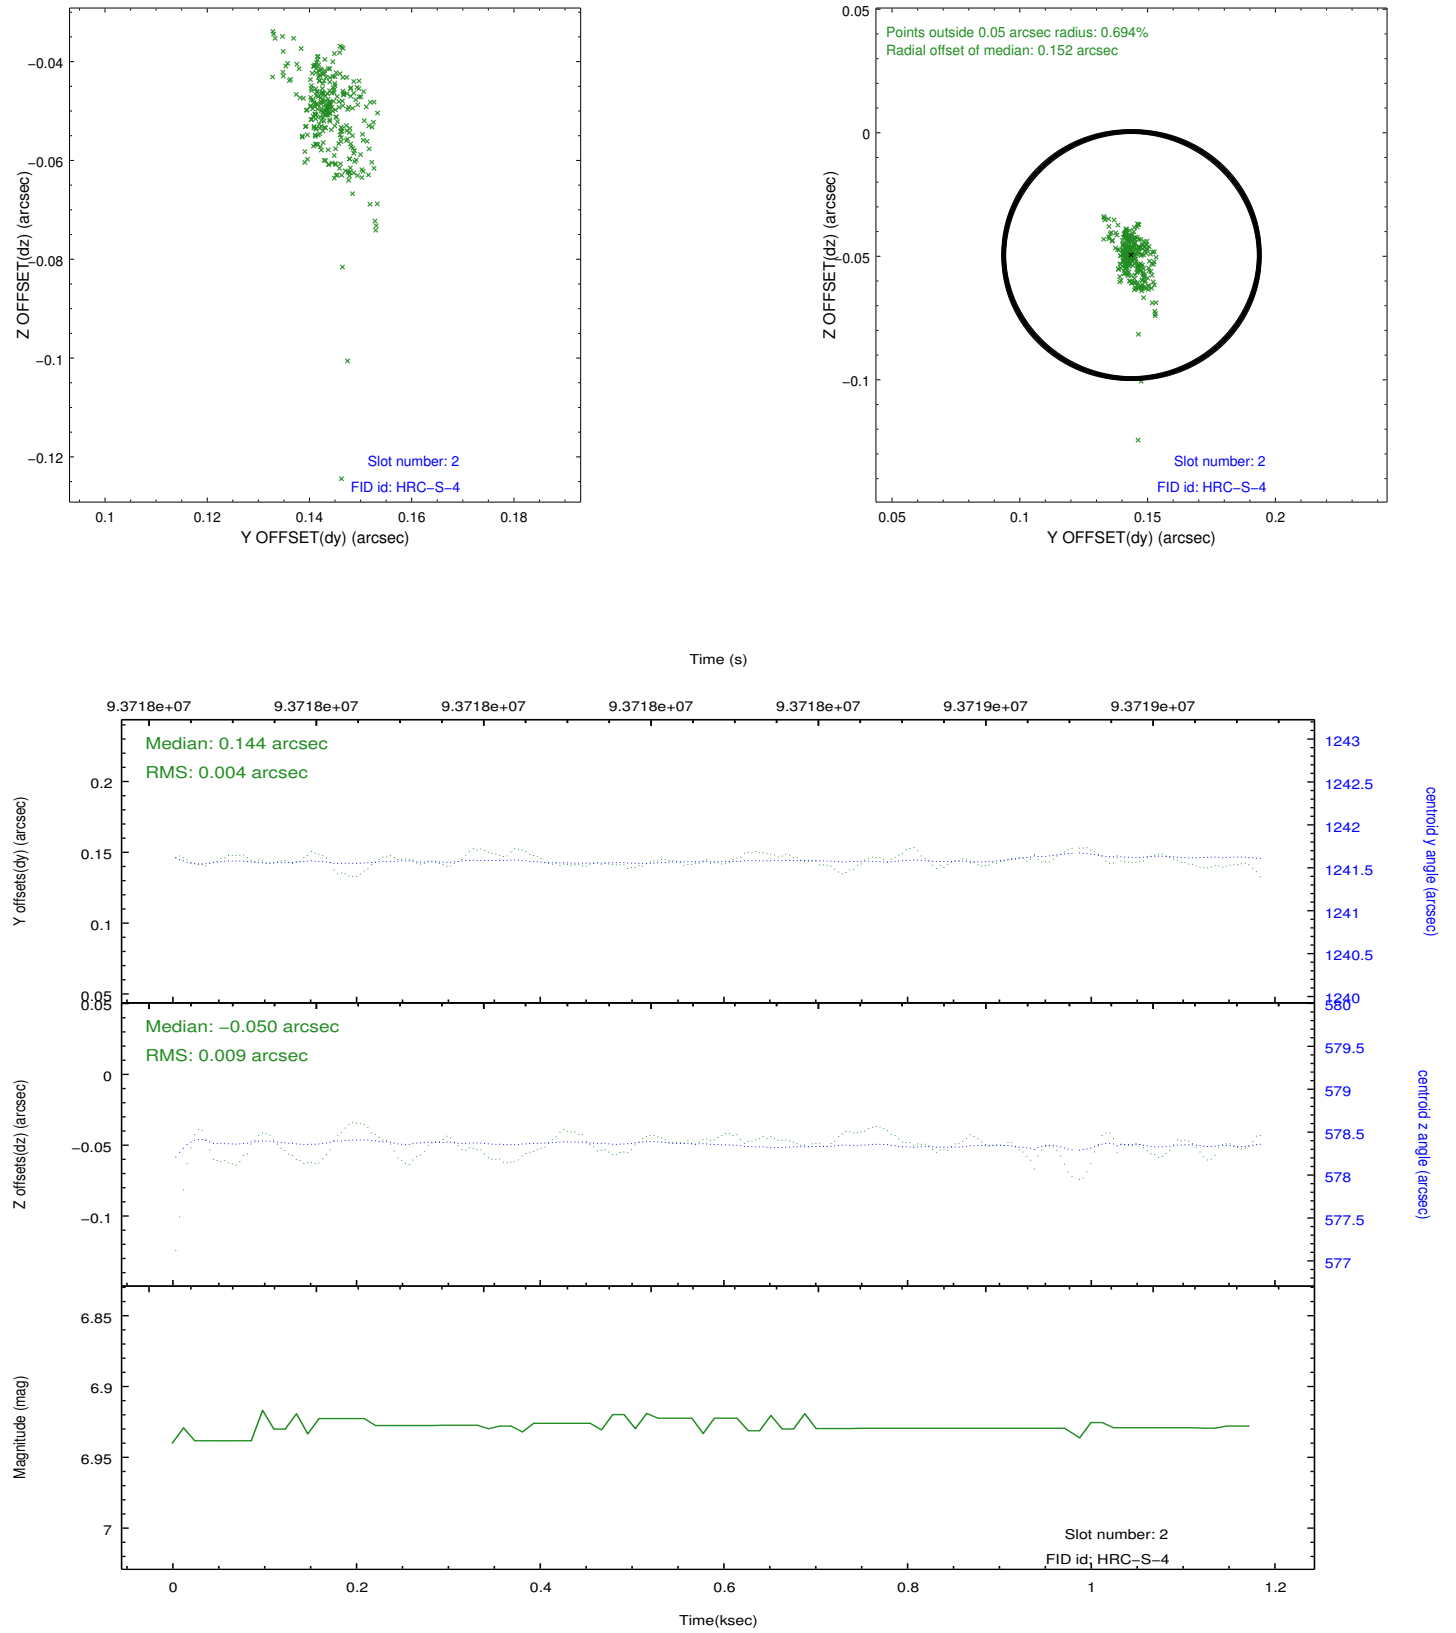 −0.04
−0.06
−0.08
−0.1
−0.12
Z OFFSET(dz) (arcsec)
Slot number: 2
FID id: HRC−S−4
0.1
0.12
0.14
0.16
0.18
Y OFFSET(dy) (arcsec)
0.05
0
−0.05
−0.1
Z OFFSET(dz) (arcsec)
Points outside 0.05 arcsec radius: 0.694%
Radial offset of median: 0.152 arcsec
Slot number: 2
FID id: HRC−S−4
0.05
0.1
0.15
0.2
Y OFFSET(dy) (arcsec)
Time (s)
9.3718e+07
9.3718e+07
9.3718e+07
9.3718e+07
9.3718e+07
9.3719e+07
9.3719e+07
Median: 0.144 arcsec
RMS: 0.004 arcsec
0.2
0.15
0.1
0.05
Y offsets(dy) (arcsec)
1243
1242.5
1242
1241.5
1241
1240.5
1240
centroid y angle (arcsec)
Median: −0.050 arcsec
RMS: 0.009 arcsec
0.05
0
−0.05
−0.1
Z offsets(dz) (arcsec)
580
579.5
579
578.5
578
577.5
577
centroid z angle (arcsec)
6.85
6.9
6.95
7
Magnitude (mag)
Slot number: 2
FID id: HRC−S−4
0
0.2
0.4
0.6
0.8
1
1.2
Time(ksec)